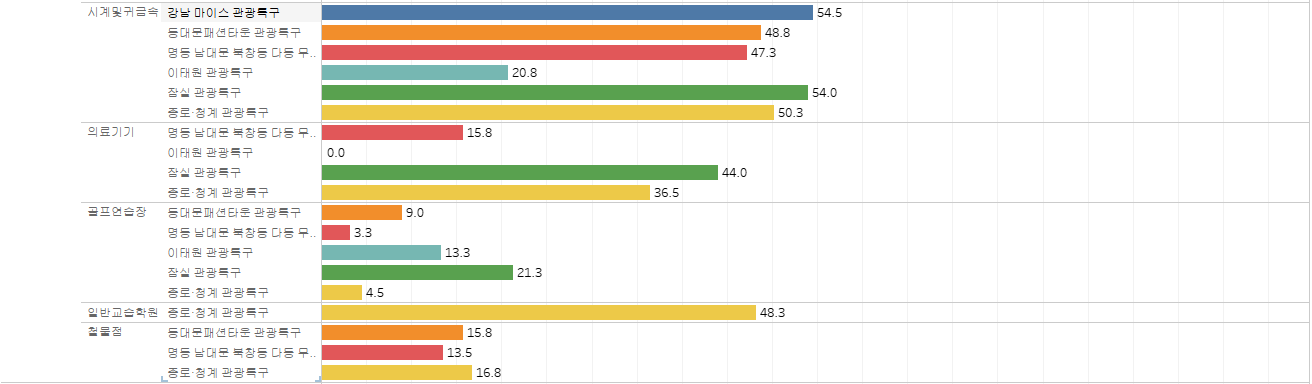 시계및귀금속 강남 마이스 관광특구 54.5
동대문패션타운 관광특구 48.8
명동 남대문 북창동 다동 무.. 47.3
이태원 관광특구 20.8
잠실 관광특구 54.0
종로·청계 관광특구 50.3
의료기기 명동 남대문 북창동 다동 무.. 15.8
이태원 관광특구 0.0
잠실 관광특구 44.0
종로·청계 관광특구 36.5
골프연습장 동대문패션타운 관광특구 9.0
명동 남대문 북창동 다동 무.. 3.3
이태원 관광특구 13.3
잠실 관광특구 21.3
종로·청계 관광특구 4.5
일반교습학원 종로·청계 관광특구 48.3
철물점 동대문패션타운 관광특구 15.8
명동 남대문 북창동 다동 무.. 13.5
종로·청계 관광특구 16.8